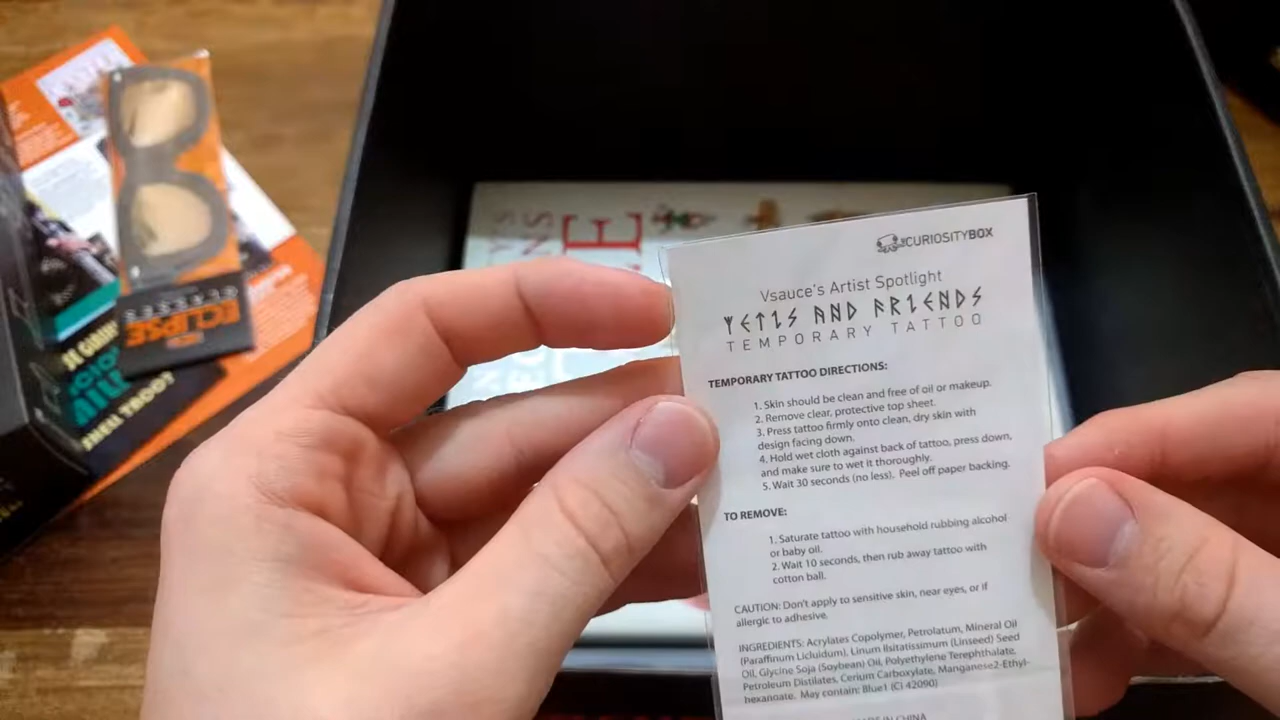 CURIOSITYBOX
Vsauce's Artist Spotlight
YETIS AND FRIENDS
TEMPORARY TATTOO
TEMPORARY TATTOO DIRECTIONS:
1. Skin should be clean and free of oil or makeup.
2. Remove clear, protective top sheet.
3. Press tattoo firmly onto clean, dry skin with
design facing down.
4. Hold wet cloth against back of tattoo, press down,
and make sure to wet it thoroughly.
5. Wait 30 seconds (no less). Peel off paper backing.
TO REMOVE:
1. Saturate tattoo with household rubbing alcohol
or baby oil.
2. Wait 10 seconds, then rub away tattoo with
cotton ball.
CAUTION: Don't apply to sensitive skin, near eyes, or if
allergic to adhesive.
INGREDIENTS: Acrylates Copolymer, Petrolatum, Mineral Oil
(Paraffinum Licluidum), Linum Ilsitatissimum (Linseed) Seed
Oil, Glycine Soja (Soybean) Oil, Polyethylene Terephthalate,
Petroleum Distilates, Cerium Carboxylate, Manganese2-Ethyl-
hexanoate. May contain: Blue1 (CI 42090)
MADE IN CHINA
ECLIPSE
GLASSES